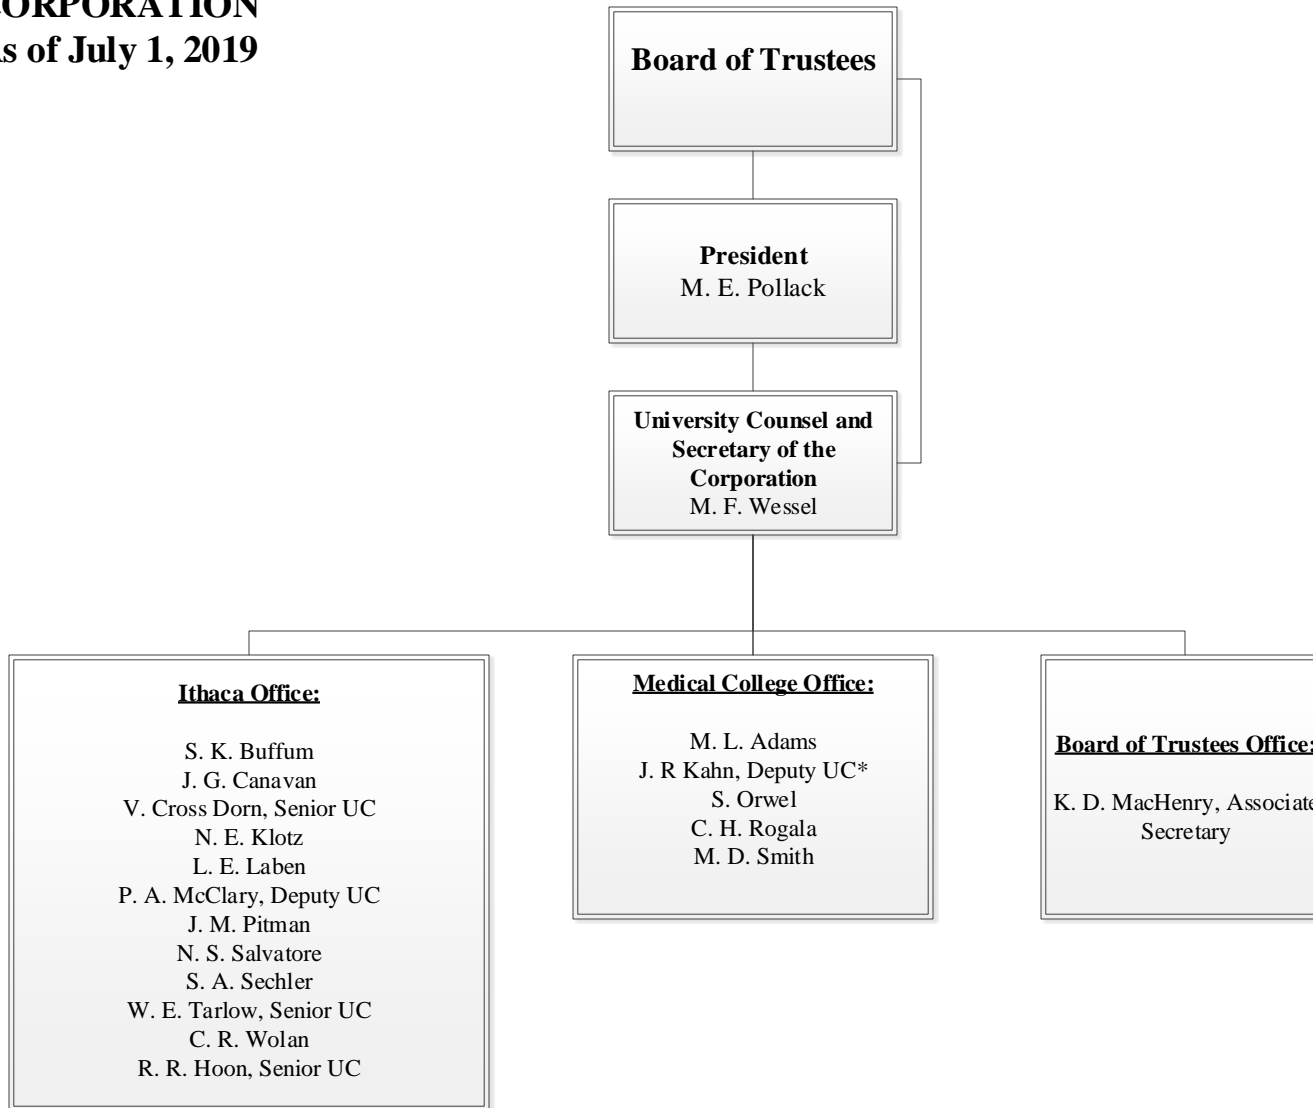 CORPORATION
As of July 1, 2019
Board of Trustees
President
M. E. Pollack
University Counsel and
Secretary of the
Corporation
M. F. Wessel
Ithaca Office:
S. K. Buffum
J. G. Canavan
V. Cross Dorn, Senior UC
N. E. Klotz
L. E. Laben
P. A. McClary, Deputy UC
J. M. Pitman
N. S. Salvatore
S. A. Sechler
W. E. Tarlow, Senior UC
C. R. Wolan
R. R. Hoon, Senior UC
Medical College Office:
M. L. Adams
J. R Kahn, Deputy UC*
S. Orwel
C. H. Rogala
M. D. Smith
Board of Trustees Office:
K. D. MacHenry, Associate
Secretary